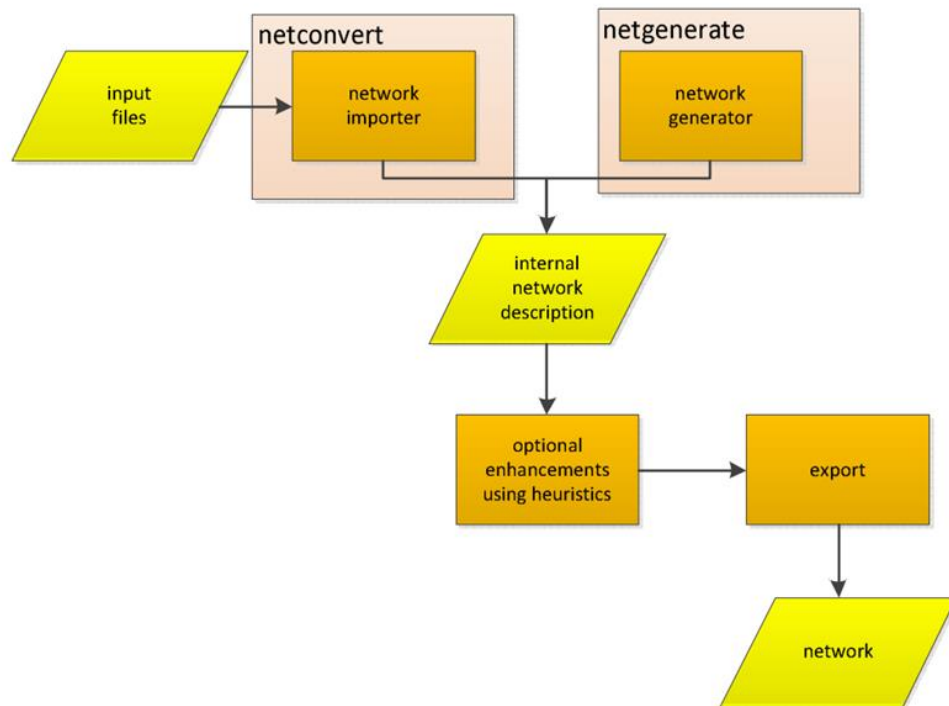 netconvert
netgenerate
input
files
network
importer
network
generator
internal
network
description
optional
enhancements
using heuristics
export
network